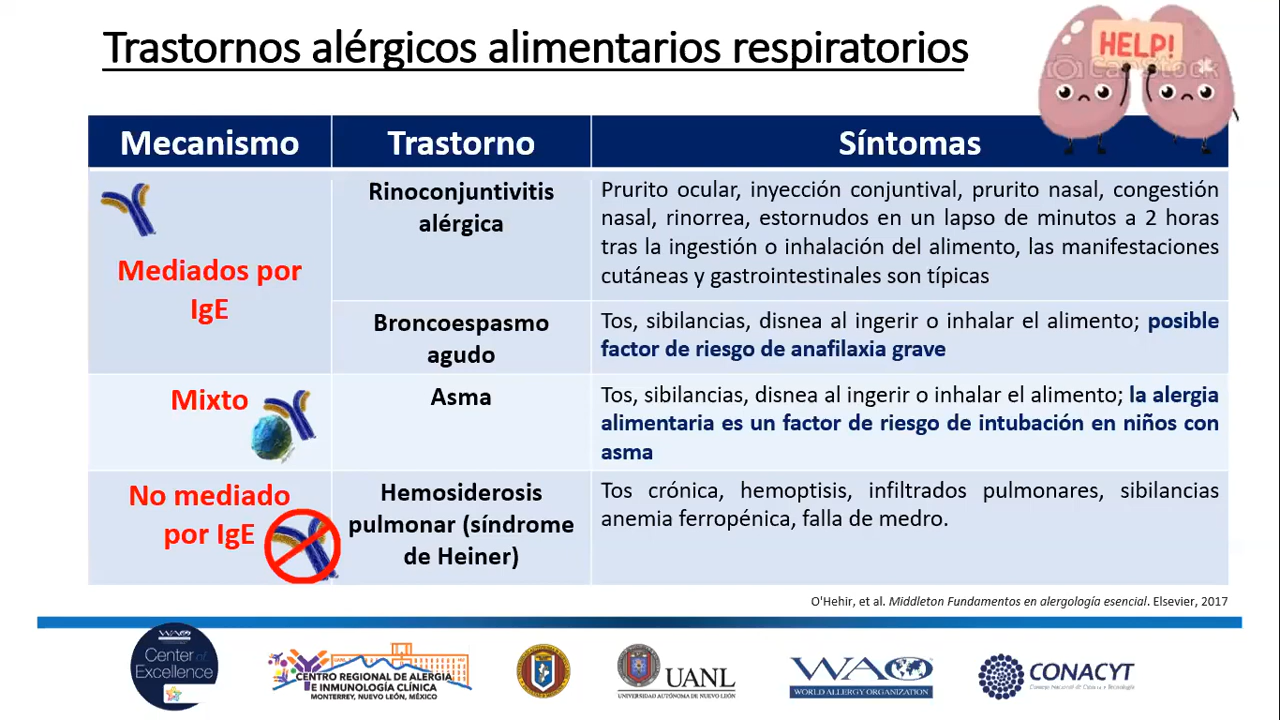 Trastornos alérgicos alimentarios respiratorios
HELP!
CanStock
Mecanismo
Trastorno
Síntomas
Mediados por
IgE
Rinoconjuntivitis
alérgica
Prurito ocular, inyección conjuntival, prurito nasal, congestión
nasal, rinorrea, estornudos en un lapso de minutos a 2 horas
tras la ingestión o inhalación del alimento, las manifestaciones
cutáneas y gastrointestinales son típicas
Broncoespasmo
agudo
Tos, sibilancias, disnea al ingerir o inhalar el alimento; posible
factor de riesgo de anafilaxia grave
Mixto
Asma
Tos, sibilancias, disnea al ingerir o inhalar el alimento; la alergia
alimentaria es un factor de riesgo de intubación en niños con
asma
No mediado
por IgE
Hemosiderosis
pulmonar (síndrome
de Heiner)
Tos crónica, hemoptisis, infiltrados pulmonares, sibilancias
anemia ferropénica, falla de medro.
O'Hehir, et al. Middleton Fundamentos en alergología esencial. Elsevier, 2017
WAO
Center of
Excellence
CENTRO REGIONAL DE ALERGIA
E INMUNOLOGÍA CLÍNICA
MONTERREY, NUEVO LEÓN, MÉXICO
UANL
UNIVERSIDAD AUTÓNOMA DE NUEVO LEÓN
WAO
WORLD ALLERGY ORGANIZATION
CONACYT
Consejo Nacional de Ciencia y Tecnología